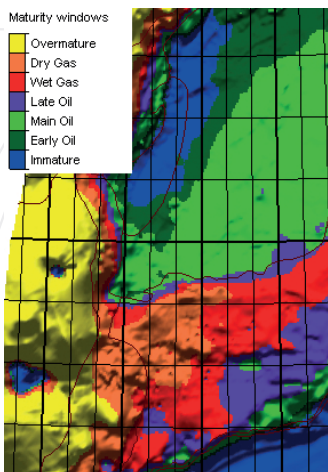 Maturity windows
Overmature
Dry Gas
Wet Gas
Late Oil
Main Oil
Early Oil
Immature